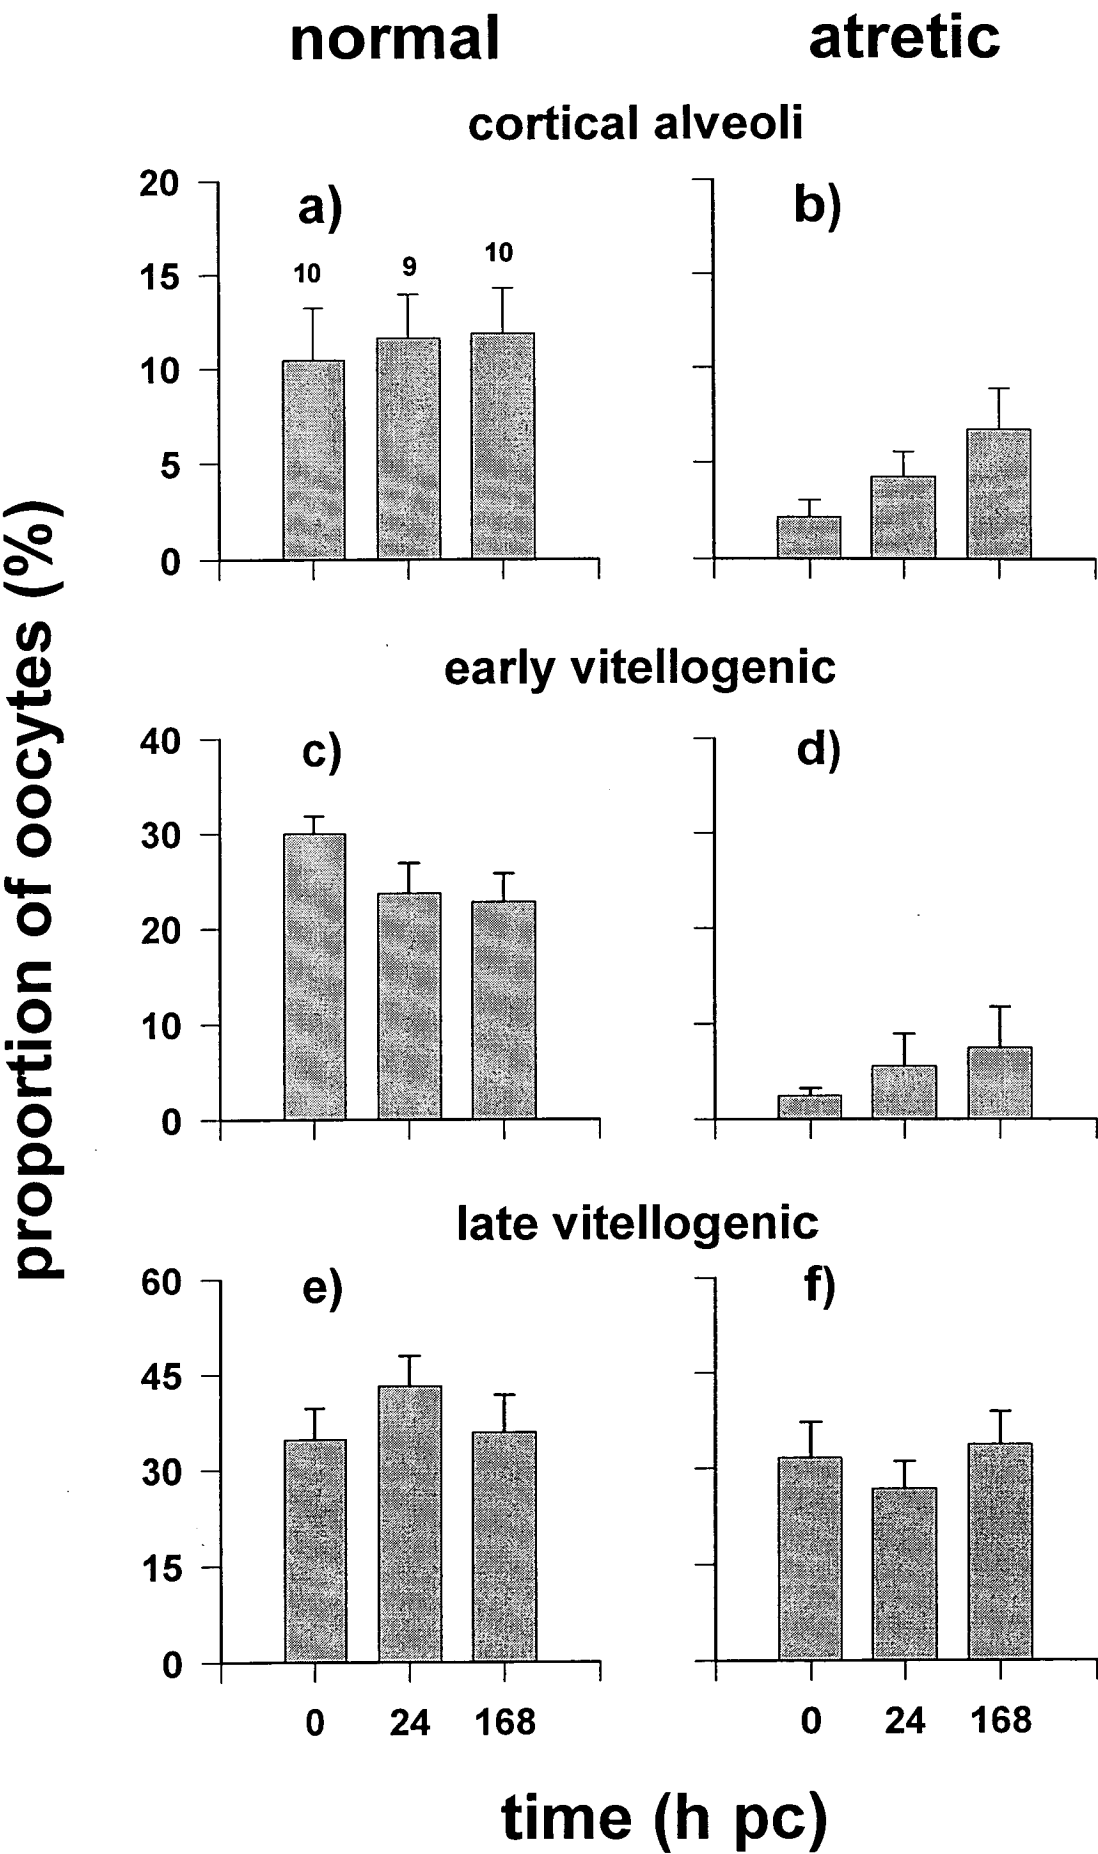 normal atretic
cortical alveoli
a) b)
20
15
10
5
0
10 9 10
early vitellogenic
c) d)
40
30
20
10
0
late vitellogenic
e) f)
60
45
30
15
0
0 24 168 0 24 168
time (h pc)
proportion of oocytes (%)